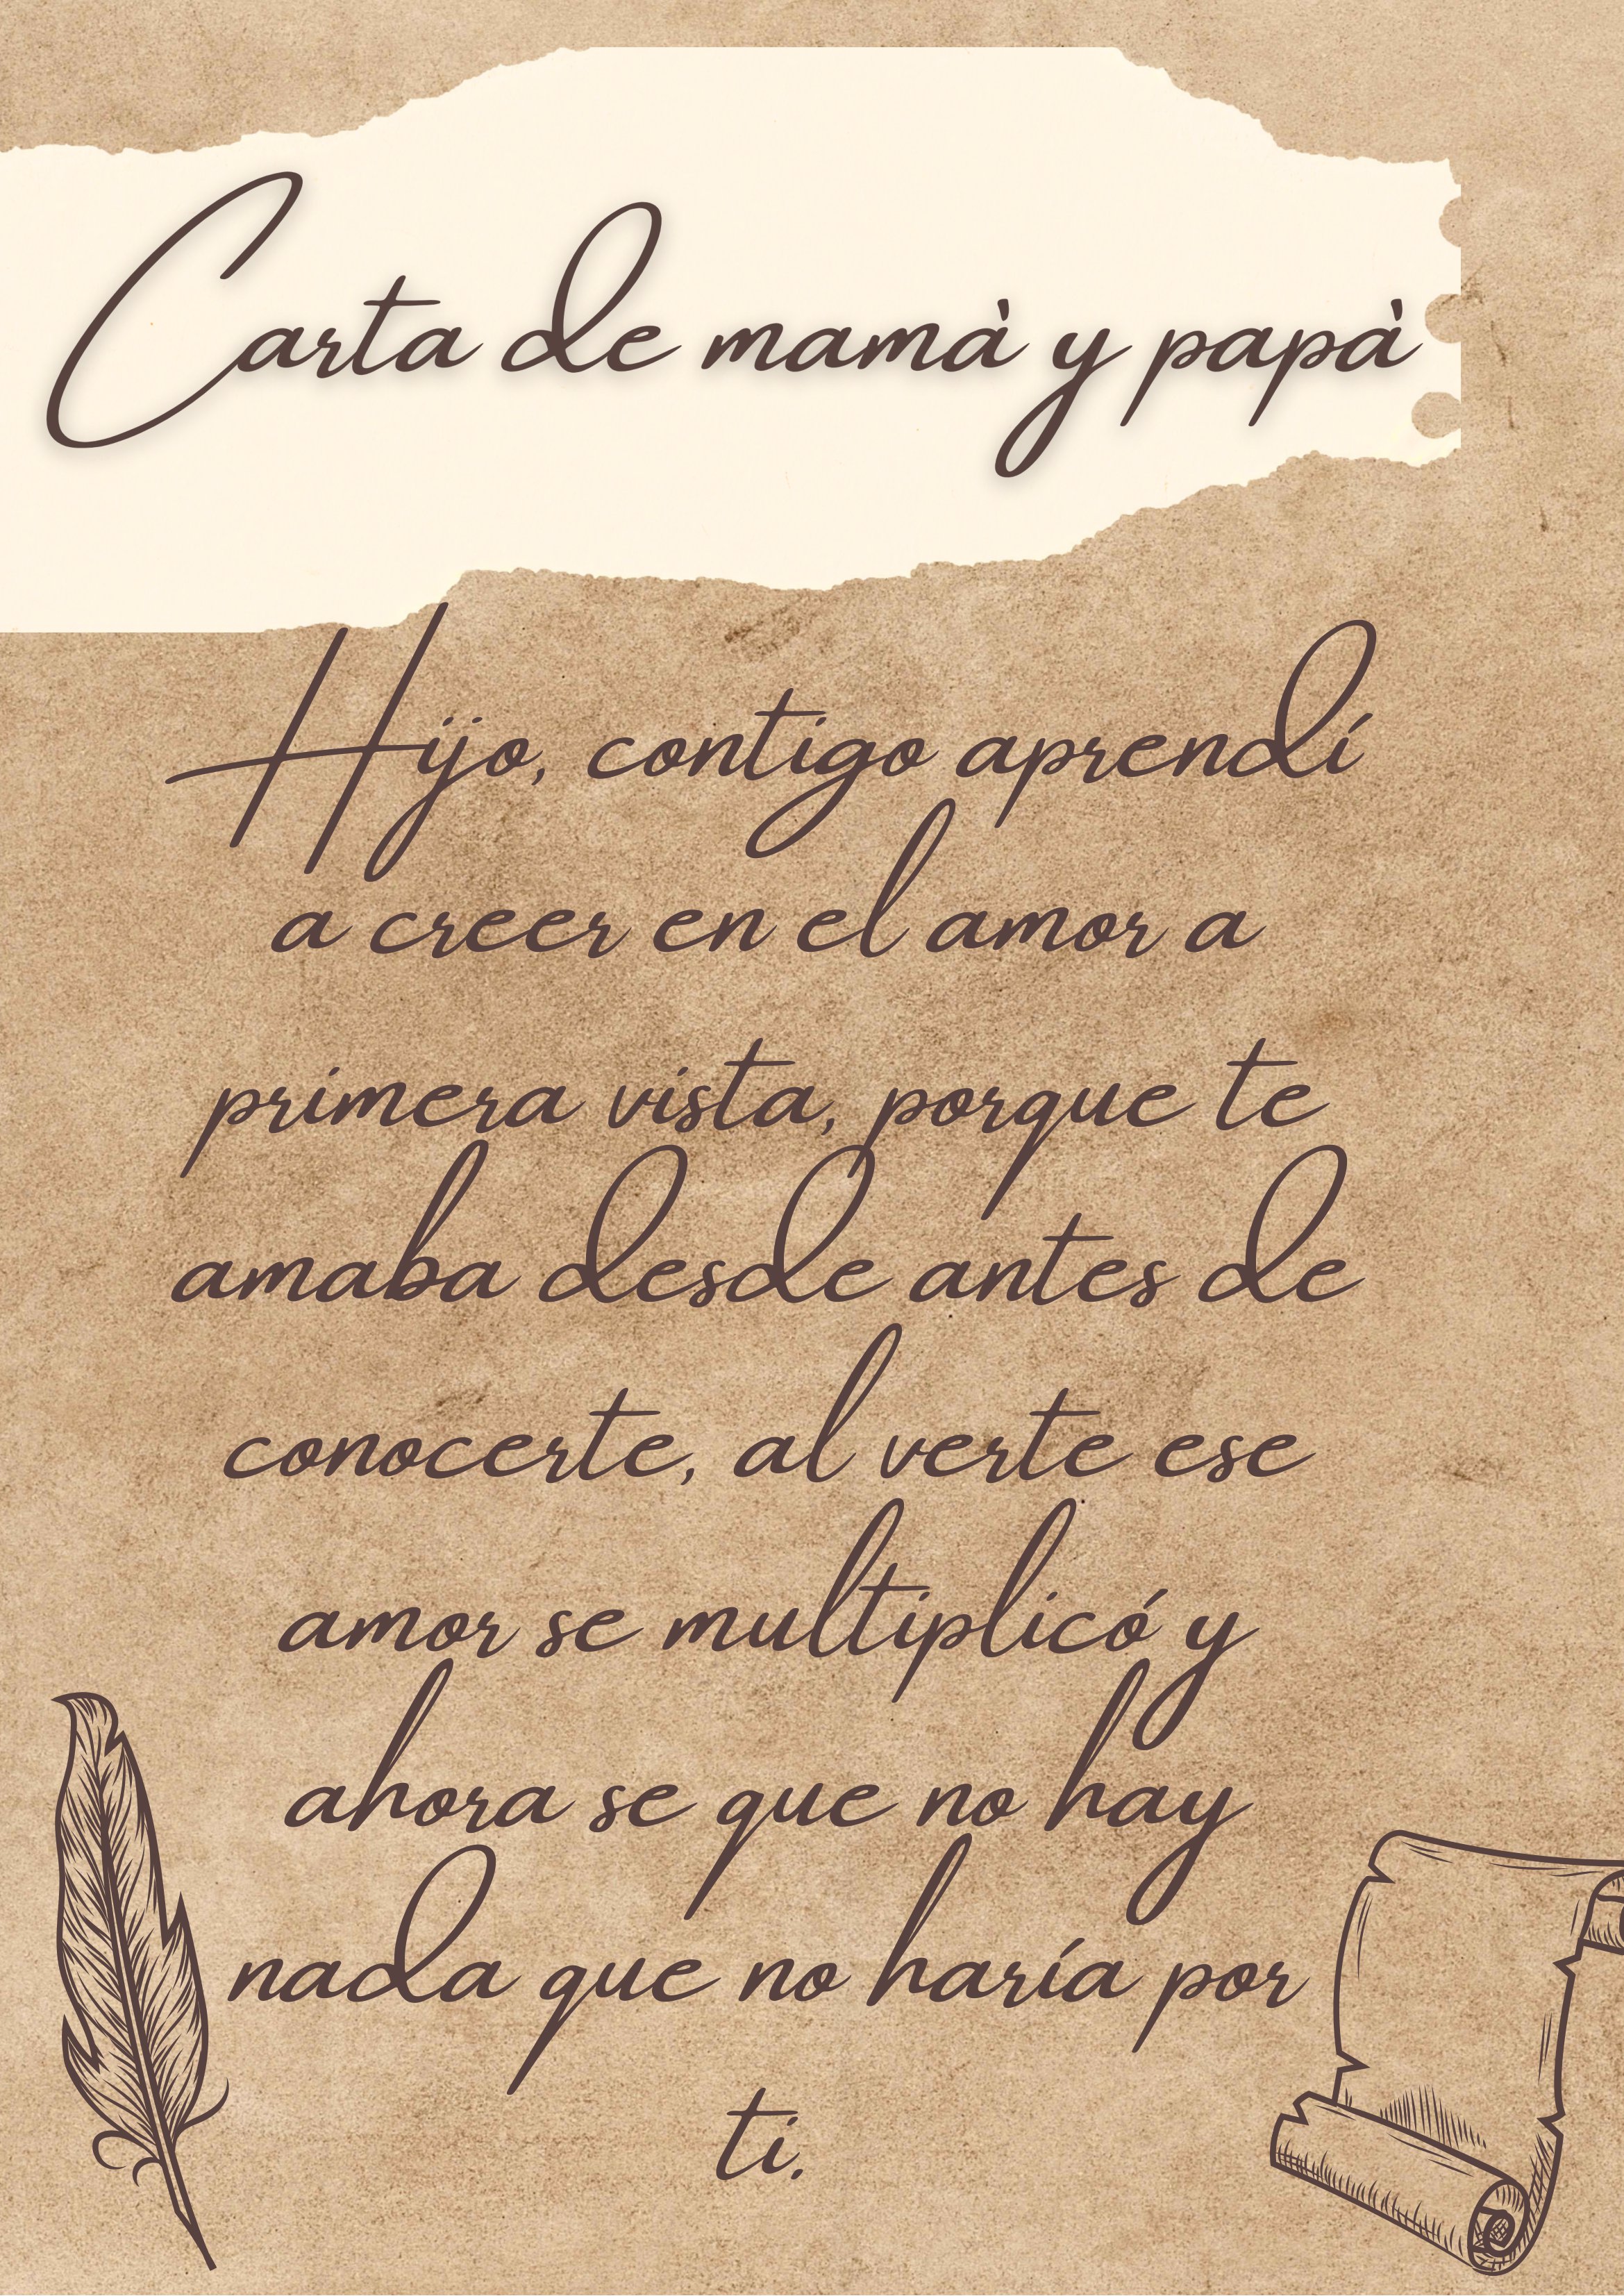 Carta de mamà y papà
Hijo, contigo aprendí
a creer en el amor a
primera vista, porque te
amaba desde antes de
conocerte, al verte ese
amor se multiplicó y
ahora se que no hay
nada que no haría por
ti.